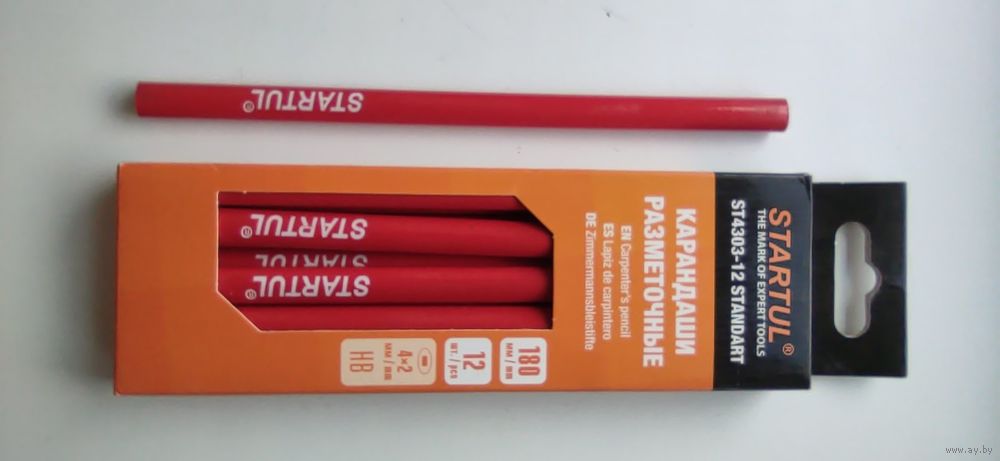 STARTUL®
STARTUL®
THE MARK OF EXPERT TOOLS
ST4303-12 STANDART
КАРАНДАШИ
РАЗМЕТОЧНЫЕ
EN Carpenter's pencil
ES Lapiz de carpintero
DE Zimmermannsbleistifte
180
мм / mm
12
шт. / pcs
4×2
мм / mm
HB
STARTUL®
STARTUL
STARTUL®
www.ay.by